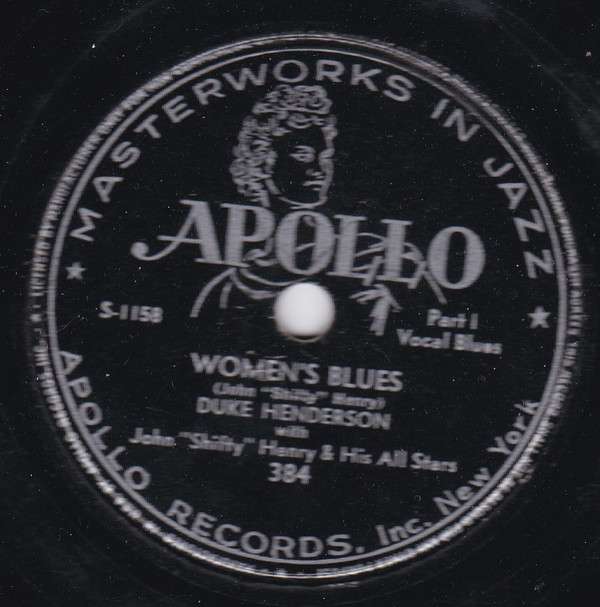 MASTERWORKS IN JAZZ
APOLLO
S-1158
Part I
Vocal Blues
WOMEN'S BLUES
(John "Shifty" Henry)
DUKE HENDERSON
with
John "Shifty" Henry & His All Stars
384
APOLLO RECORDS, Inc. New York